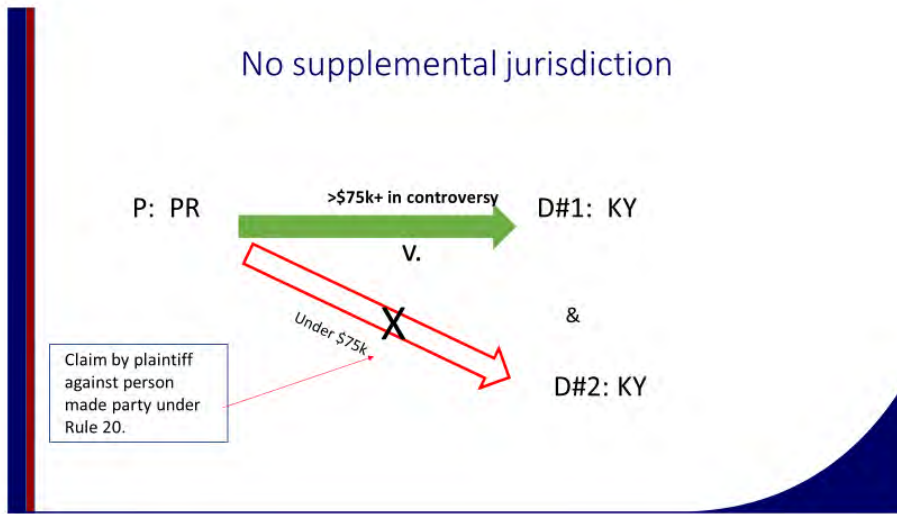 No supplemental jurisdiction
P: PR
>$75k+ in controversy
D#1: KY
V.
&
Under $75k
X
D#2: KY
Claim by plaintiff
against person
made party under
Rule 20.